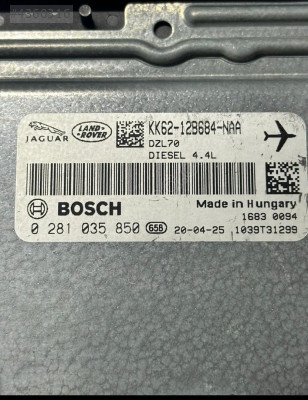 JAGUAR
LAND-ROVER
KK62-12B684-NAA
DZL70
DIESEL 4.4L
BOSCH
Made in Hungary
1683 0094
0 281 035 850 65B 20-04-25 1039T31299